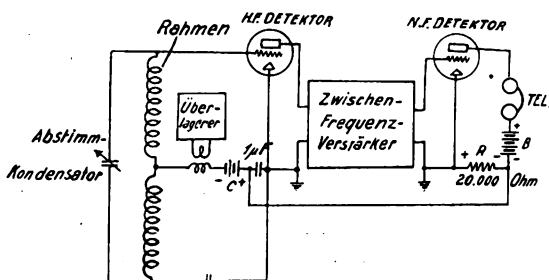 H.F. DETEKTOR
N.F. DETEKTOR
Rahmen
Über-
lagerer
Zwischen-
Frequenz-
Verstärker
TEL.
Abstimm-
Kondensator
1µF
- C +
+ B -
+ R -
20.000 Ohm